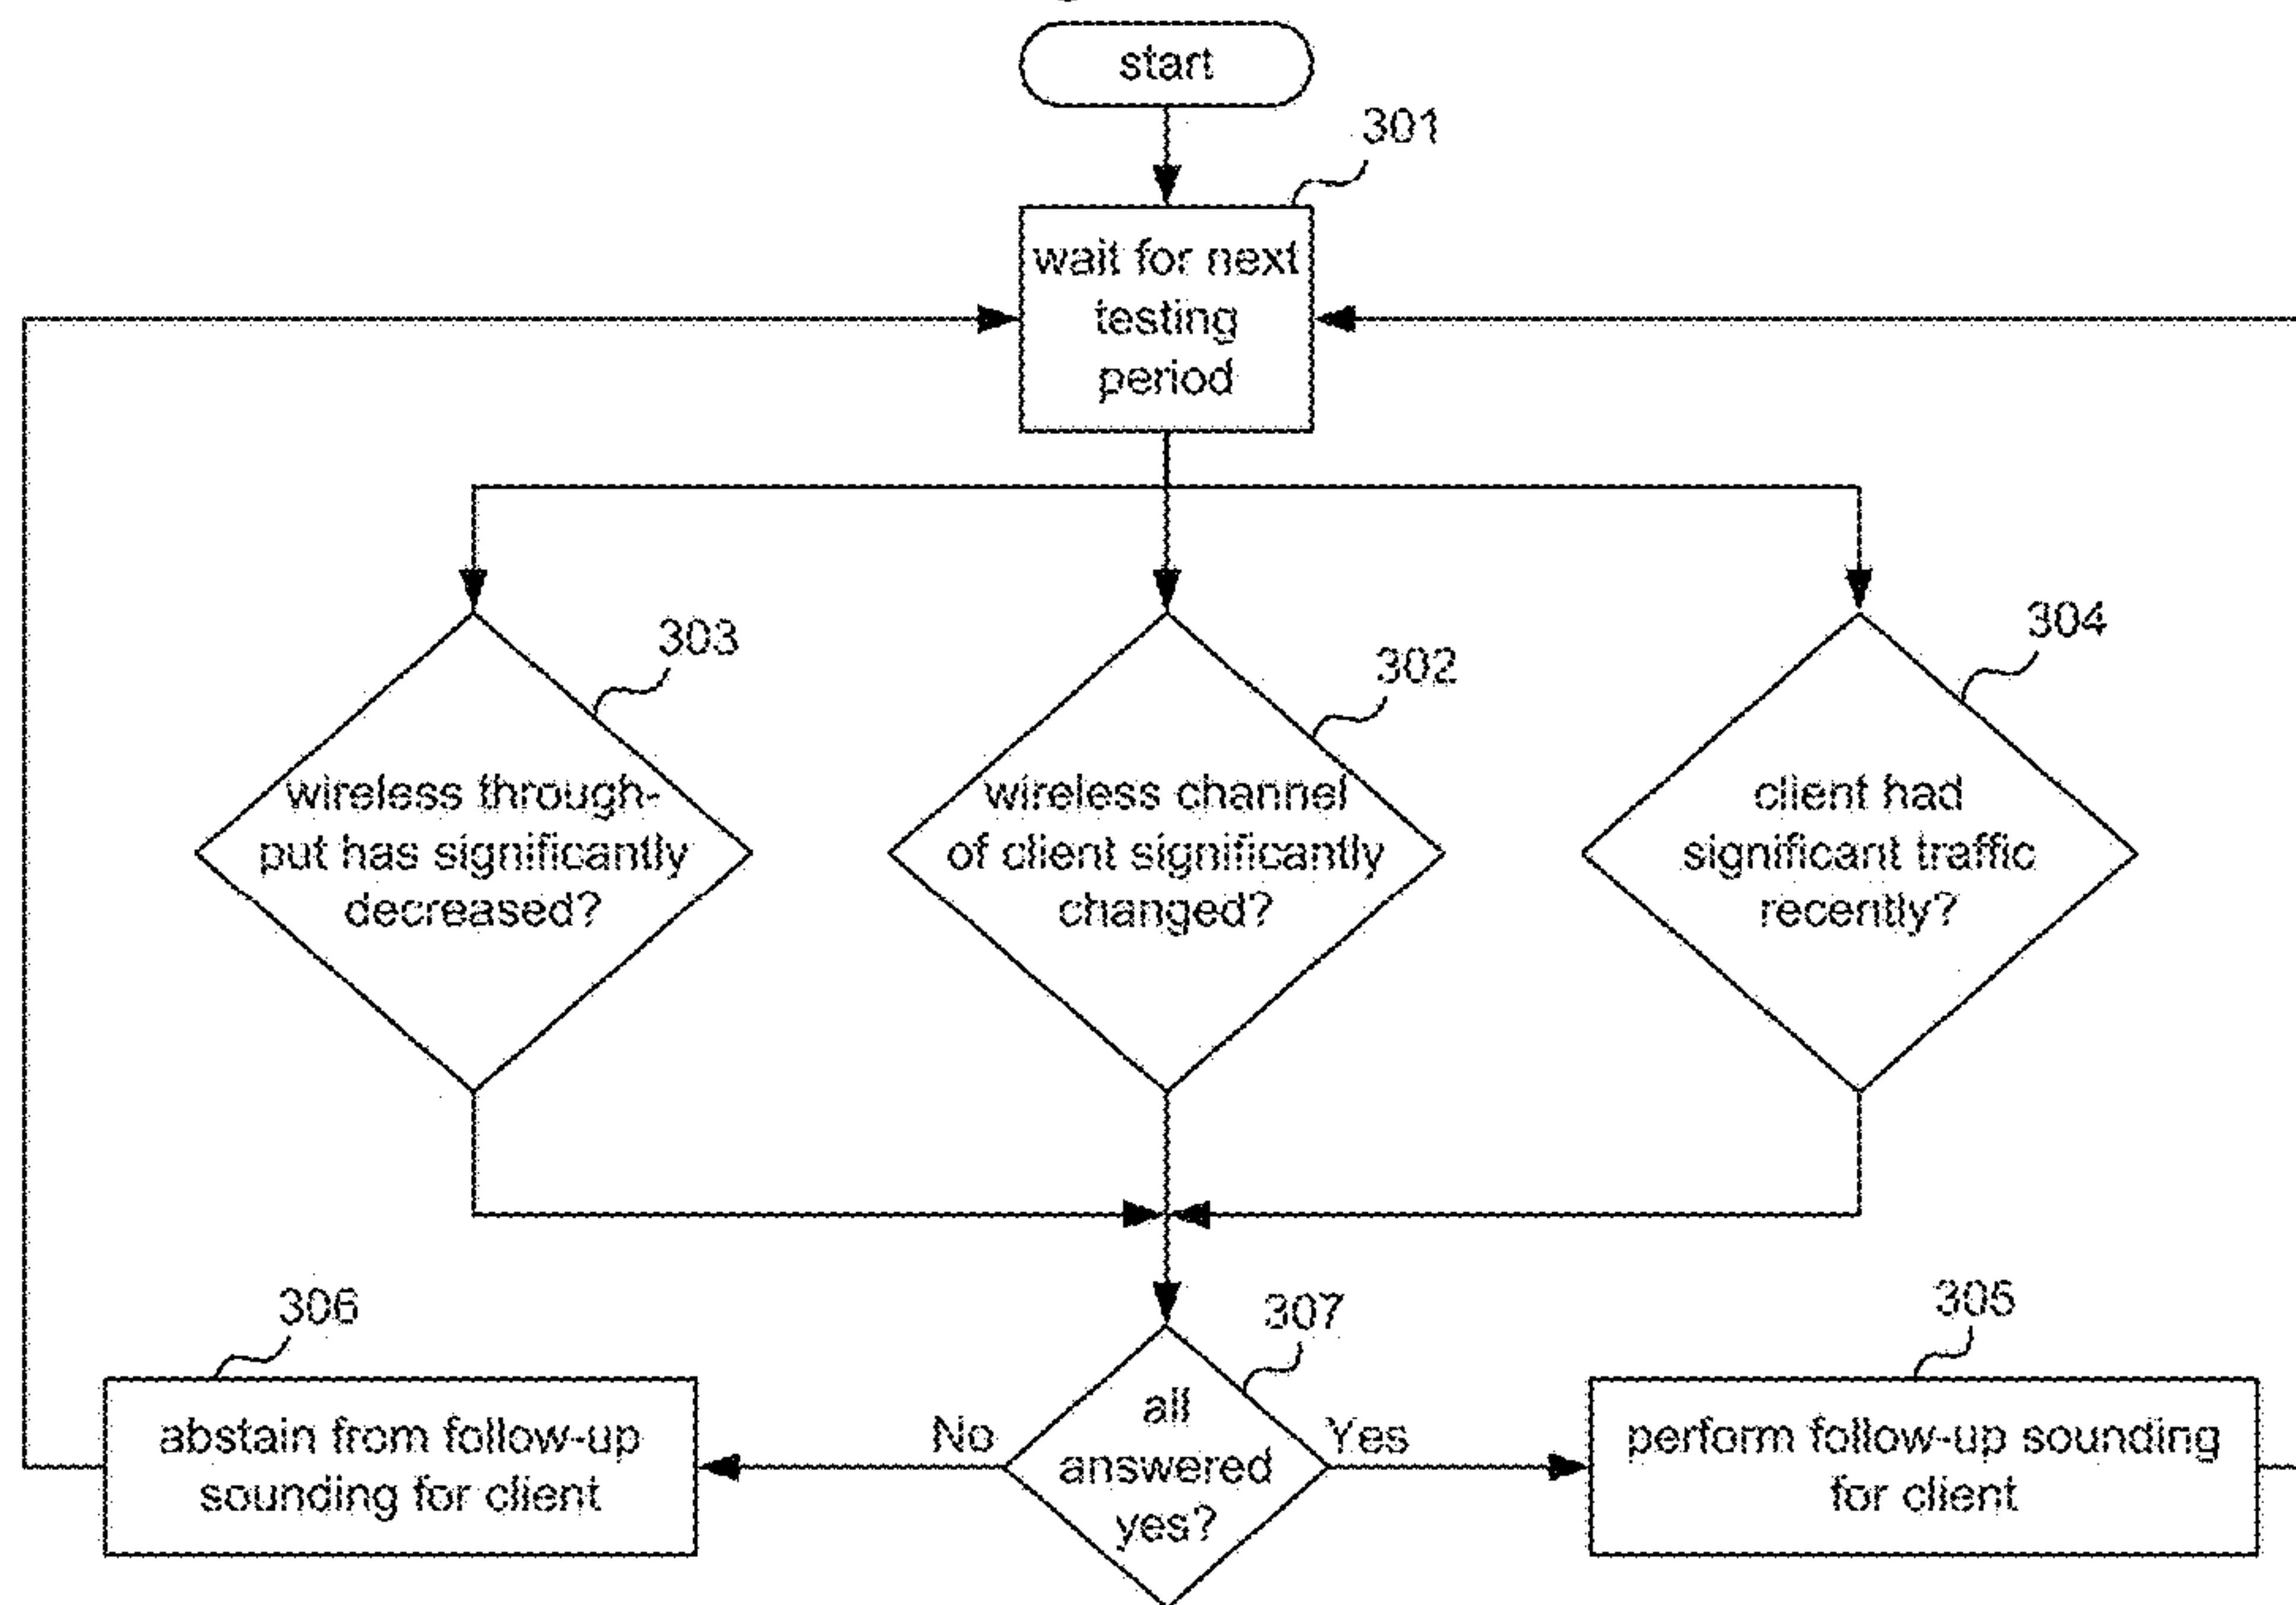 start
301
wait for next
testing
period
303
302
304
wireless through-
put has significantly
decreased?
wireless channel
of client significantly
changed?
client had
significant traffic
recently?
306
307
305
abstain from follow-up
sounding for client
No
all
answered
yes?
Yes
perform follow-up sounding
for client